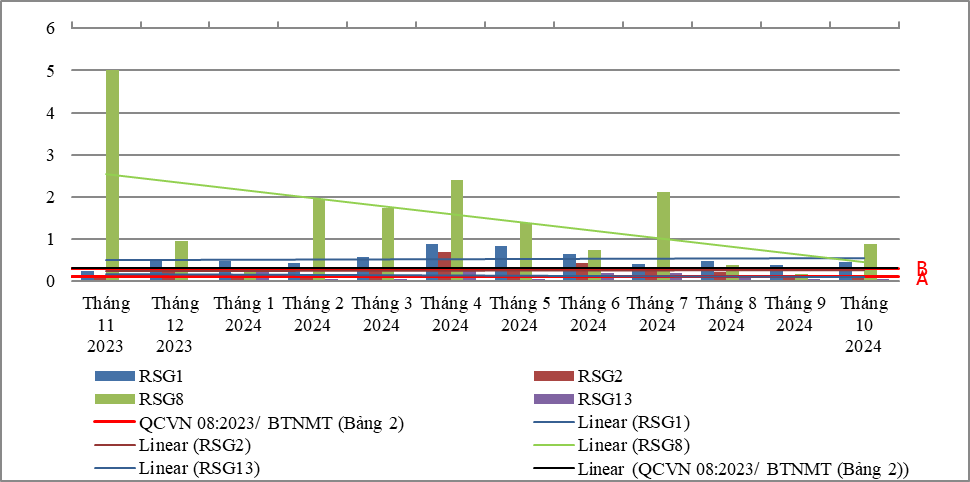 6
5
4
3
2
1
0
B
A
Tháng 11 2023
Tháng 12 2023
Tháng 1 2024
Tháng 2 2024
Tháng 3 2024
Tháng 4 2024
Tháng 5 2024
Tháng 6 2024
Tháng 7 2024
Tháng 8 2024
Tháng 9 2024
Tháng 10 2024
RSG1
RSG2
RSG8
RSG13
QCVN 08:2023/ BTNMT (Bảng 2)
Linear (RSG1)
Linear (RSG2)
Linear (RSG8)
Linear (RSG13)
Linear (QCVN 08:2023/ BTNMT (Bảng 2))